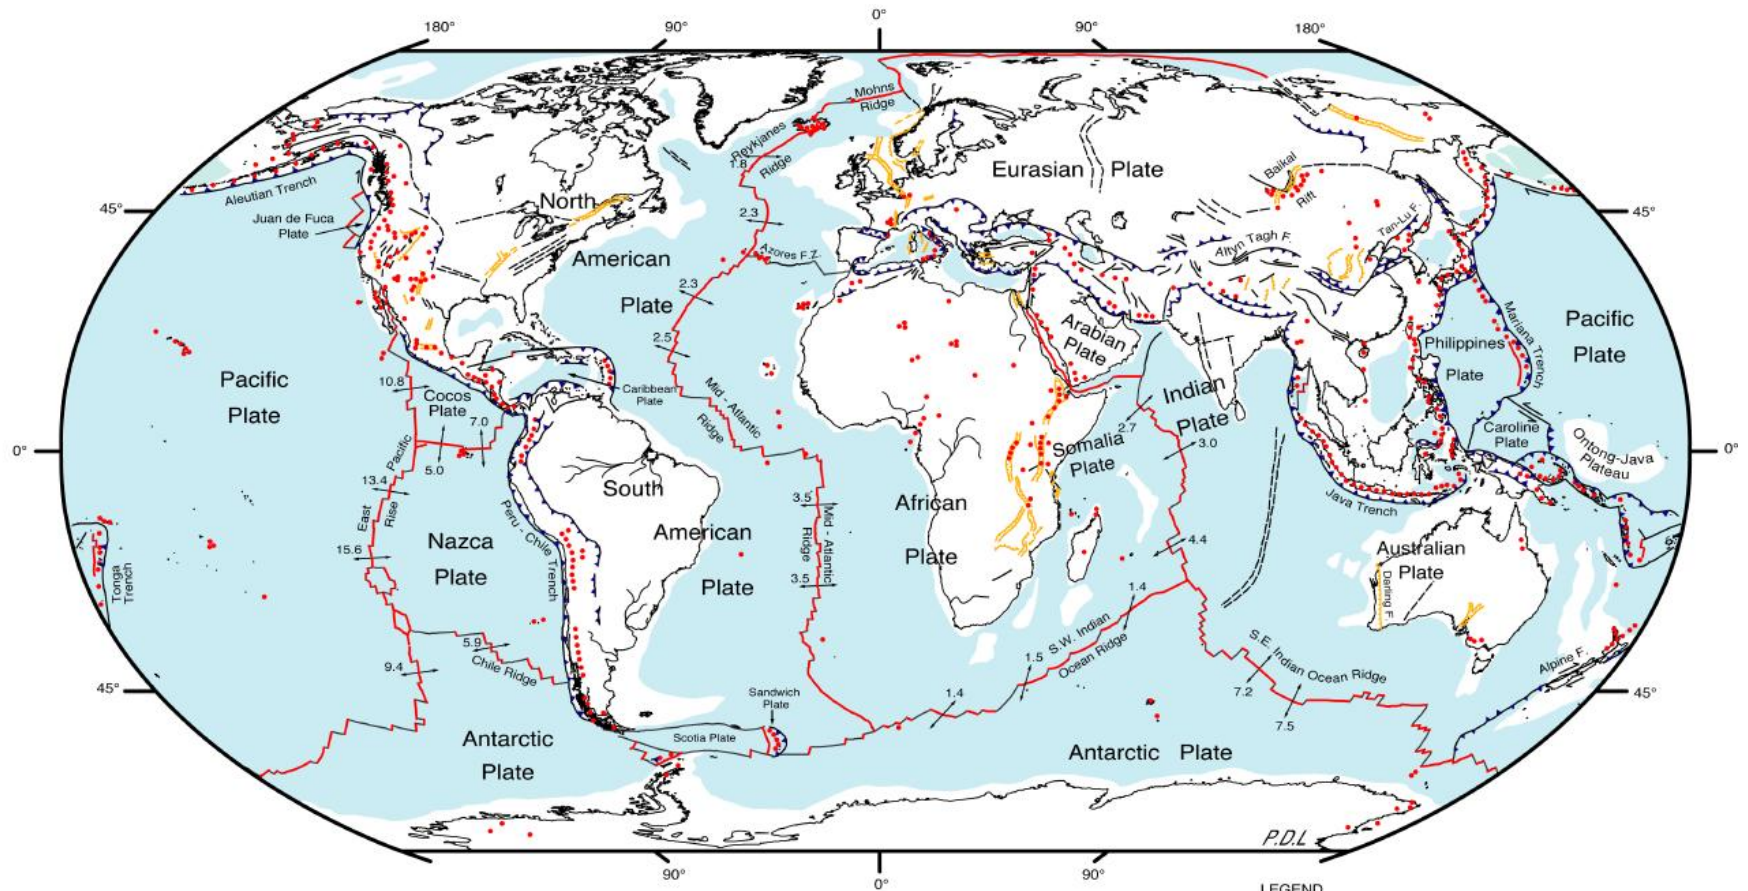 180°
90°
0°
90°
180°
Mohns
Ridge
Reykjanes
Ridge
1.8
Eurasian Plate
Baikal
Rift
Aleutian Trench
45°
North
Juan de Fuca
Plate
2.3
Tan-Lu F.
45°
Altyn Tagh F.
Azores F.Z.
American
Plate
2.3
2.5
Arabian
Plate
Mariana Trench
Pacific
Plate
Philippines
Plate
Pacific
Plate
10.8
Cocos
Plate
7.0
5.0
Caribbean
Plate
Mid - Atlantic
Ridge
Indian
Plate
2.7
3.0
Somalia
Plate
Caroline
Plate
Ontong-Java
Plateau
0°
0°
East
Pacific
Rise
13.4
15.6
South
American
Plate
3.5
3.5
Mid - Atlantic
Ridge
African
Plate
Java Trench
4.4
Nazca
Plate
Peru - Chile Trench
Tonga
Trench
Australian
Plate
Darling F.
1.4
S.W. Indian
Ocean Ridge
1.5
1.4
5.9
Chile Ridge
9.4
S.E. Indian Ocean Ridge
7.2
7.5
Alpine F.
45°
45°
Sandwich
Plate
Scotia Plate
Antarctic
Plate
Antarctic Plate
P.D.L
90°
0°
90°
LEGEND